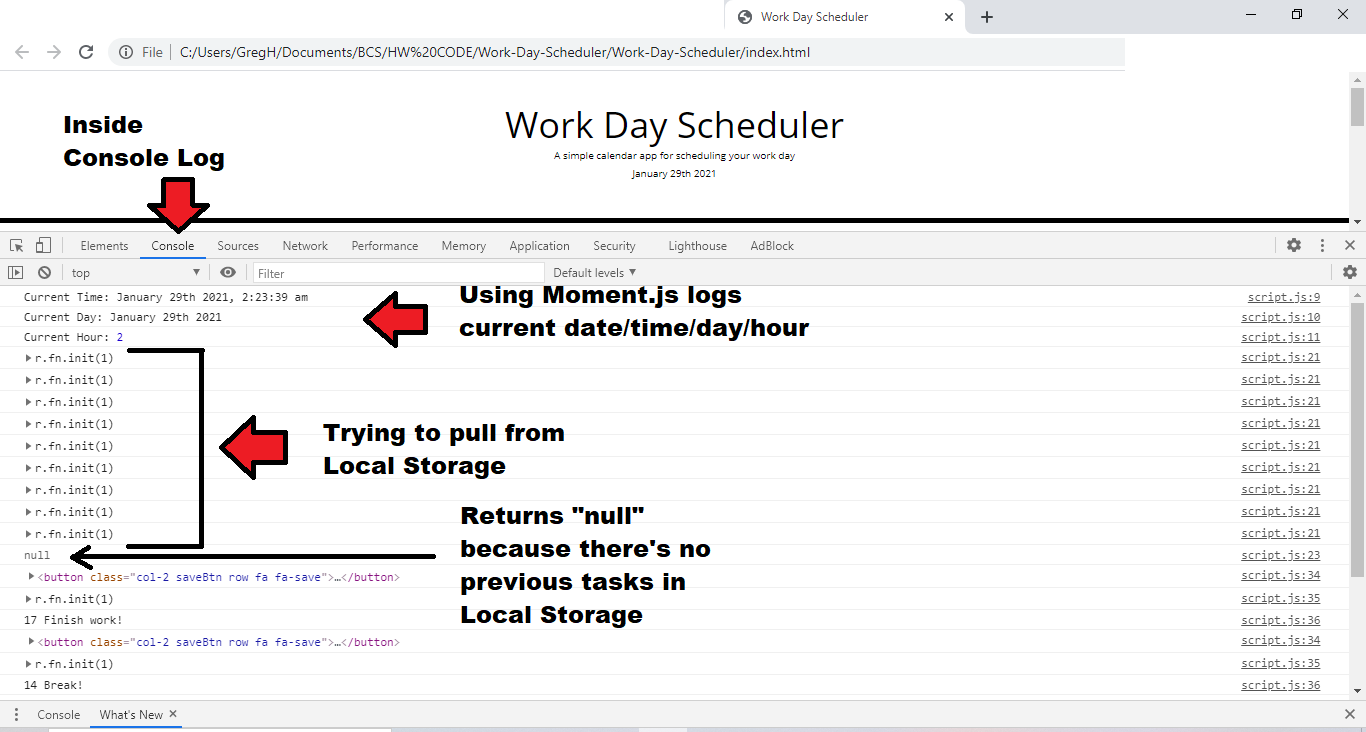 Work Day Scheduler
File C:/Users/GregH/Documents/BCS/HW%20CODE/Work-Day-Scheduler/Work-Day-Scheduler/index.html
Inside
Console Log
Work Day Scheduler
A simple calendar app for scheduling your work day
January 29th 2021
Elements Console Sources Network Performance Memory Application Security Lighthouse AdBlock
top Filter Default levels
Current Time: January 29th 2021, 2:23:39 am script.js:9
Current Day: January 29th 2021 script.js:10
Current Hour: 2 script.js:11
Using Moment.js logs
current date/time/day/hour
r.fn.init(1) script.js:21
r.fn.init(1) script.js:21
r.fn.init(1) script.js:21
r.fn.init(1) script.js:21
r.fn.init(1) script.js:21
r.fn.init(1) script.js:21
r.fn.init(1) script.js:21
r.fn.init(1) script.js:21
r.fn.init(1) script.js:21
Trying to pull from
Local Storage
null script.js:23
Returns "null"
because there's no
previous tasks in
Local Storage
<button class="col-2 saveBtn row fa fa-save">…</button> script.js:34
r.fn.init(1) script.js:35
17 Finish work! script.js:36
<button class="col-2 saveBtn row fa fa-save">…</button> script.js:34
r.fn.init(1) script.js:35
14 Break! script.js:36
Console What's New